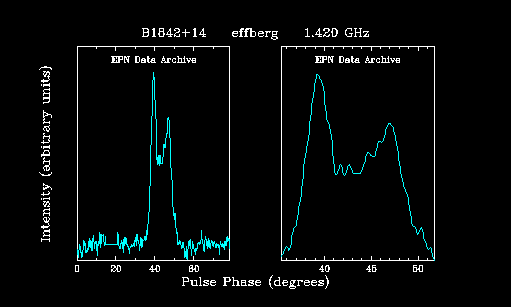 B1842+14 effberg 1.420 GHz
EPN Data Archive EPN Data Archive
Intensity (arbitrary units)
0 20 40 60 40 45 50
Pulse Phase (degrees)